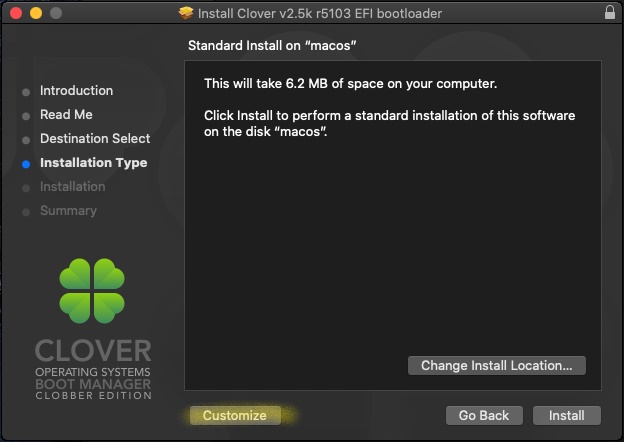 Install Clover v2.5k r5103 EFI bootloader
Standard Install on “macos”
Introduction
Read Me
Destination Select
Installation Type
Installation
Summary
This will take 6.2 MB of space on your computer.
Click Install to perform a standard installation of this software
on the disk “macos”.
CLOVER
OPERATING SYSTEMS
BOOT MANAGER
CLOBBER EDITION
Change Install Location...
Customize
Go Back
Install